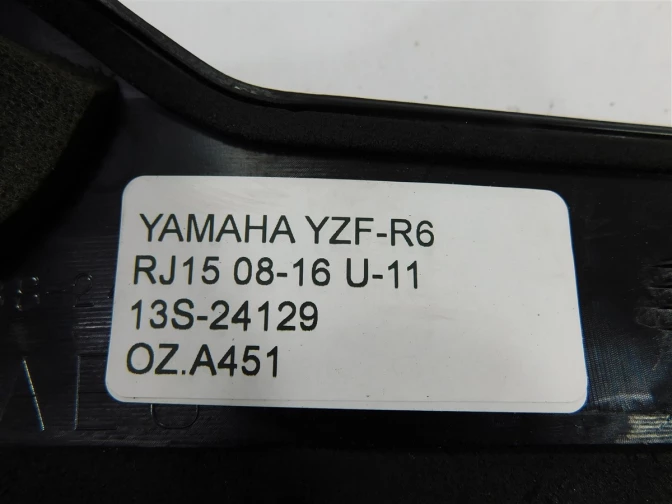 YAMAHA YZF-R6
RJ15 08-16 U-11
13S-24129
OZ.A451